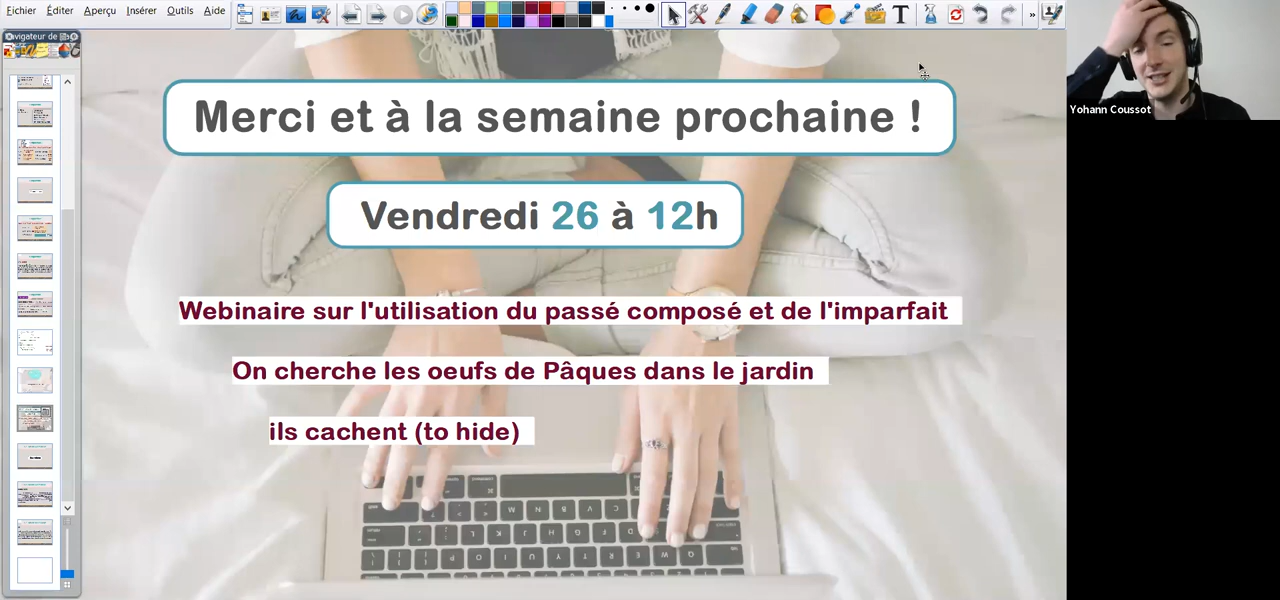 Fichier Éditer Aperçu Insérer Outils Aide
Merci et à la semaine prochaine !
Vendredi 26 à 12h
Webinaire sur l'utilisation du passé composé et de l'imparfait
On cherche les oeufs de Pâques dans le jardin
ils cachent (to hide)
Yohann Coussot